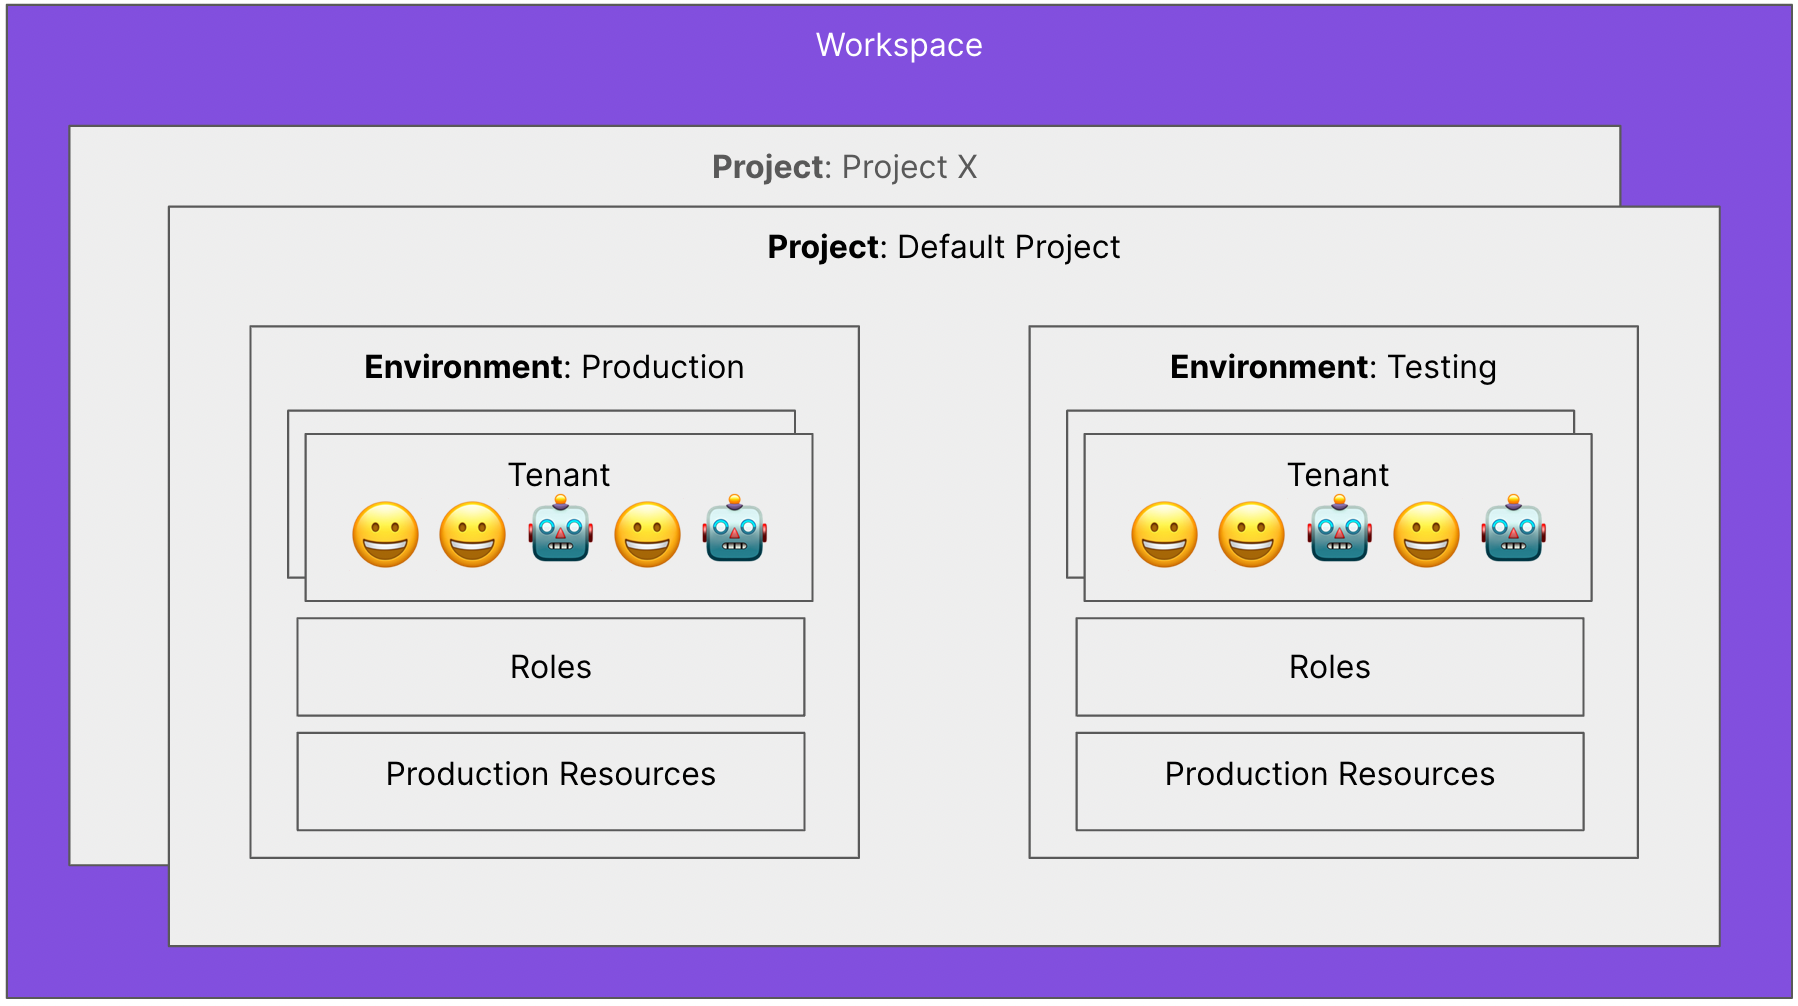 Workspace
Project: Project X
Project: Default Project
Environment: Production
Tenant
Roles
Production Resources
Environment: Testing
Tenant
Roles
Production Resources